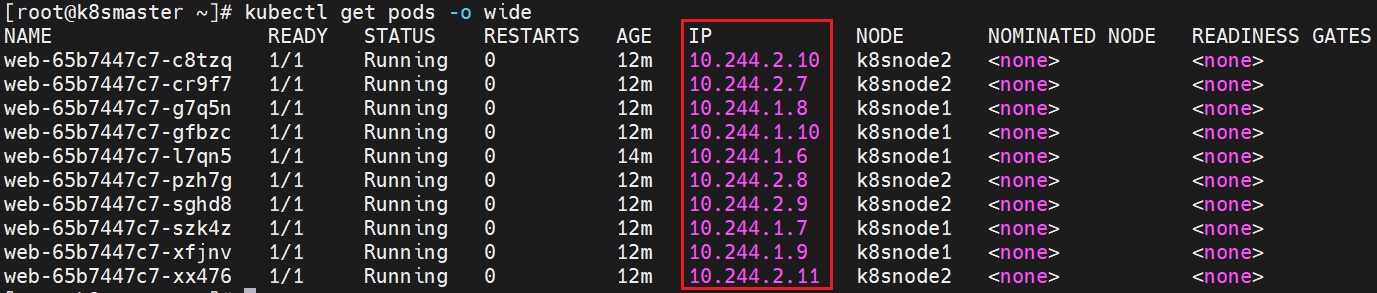 [root@k8smaster ~]# kubectl get pods -o wide
NAME READY STATUS RESTARTS AGE IP NODE NOMINATED NODE READINESS GATES
web-65b7447c7-c8tzq 1/1 Running 0 12m 10.244.2.10 k8snode2 <none> <none>
web-65b7447c7-cr9f7 1/1 Running 0 12m 10.244.2.7 k8snode2 <none> <none>
web-65b7447c7-g7q5n 1/1 Running 0 12m 10.244.1.8 k8snode1 <none> <none>
web-65b7447c7-gfbzc 1/1 Running 0 12m 10.244.1.10 k8snode1 <none> <none>
web-65b7447c7-l7qn5 1/1 Running 0 14m 10.244.1.6 k8snode1 <none> <none>
web-65b7447c7-pzh7g 1/1 Running 0 12m 10.244.2.8 k8snode2 <none> <none>
web-65b7447c7-sghd8 1/1 Running 0 12m 10.244.2.9 k8snode2 <none> <none>
web-65b7447c7-szk4z 1/1 Running 0 12m 10.244.1.7 k8snode1 <none> <none>
web-65b7447c7-xfjnv 1/1 Running 0 12m 10.244.1.9 k8snode1 <none> <none>
web-65b7447c7-xx476 1/1 Running 0 12m 10.244.2.11 k8snode2 <none> <none>